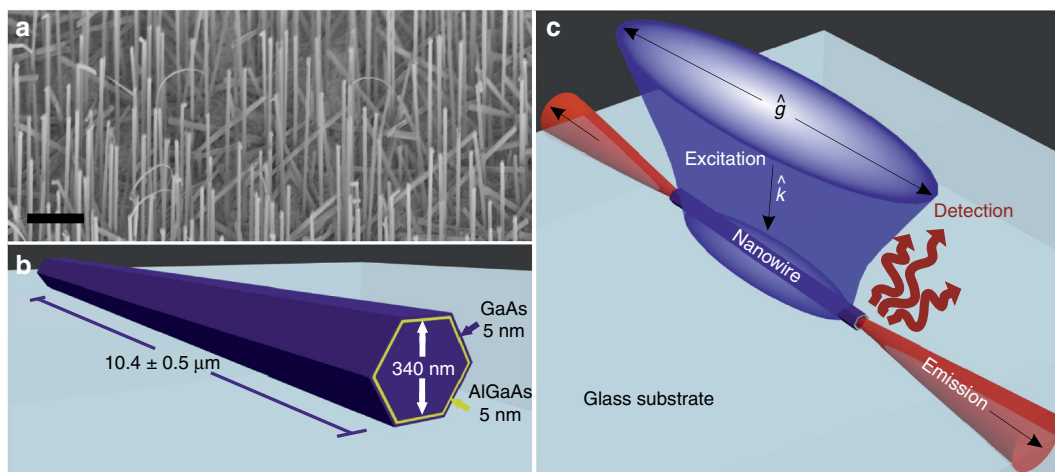 a
b
GaAs
5 nm
340 nm
10.4 ± 0.5 μm
AlGaAs
5 nm
c
ĝ
Excitation
k̂
Detection
Nanowire
Emission
Glass substrate